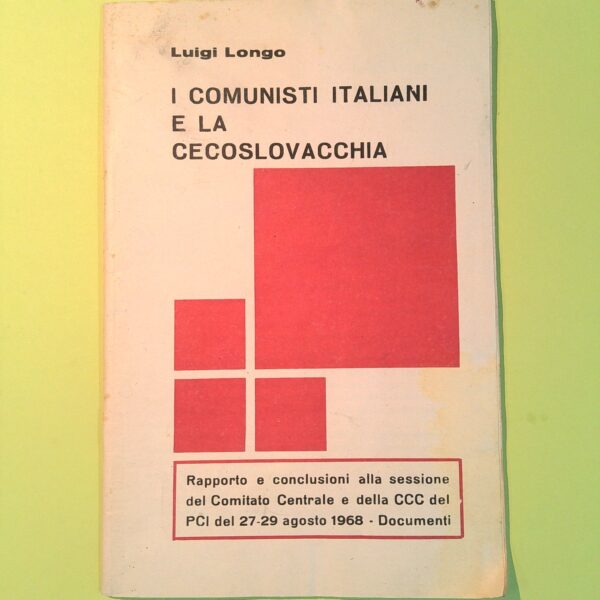 Luigi Longo
I COMUNISTI ITALIANI
E LA
CECOSLOVACCHIA
Rapporto e conclusioni alla sessione
del Comitato Centrale e della CCC del
PCI del 27-29 agosto 1968 - Documenti